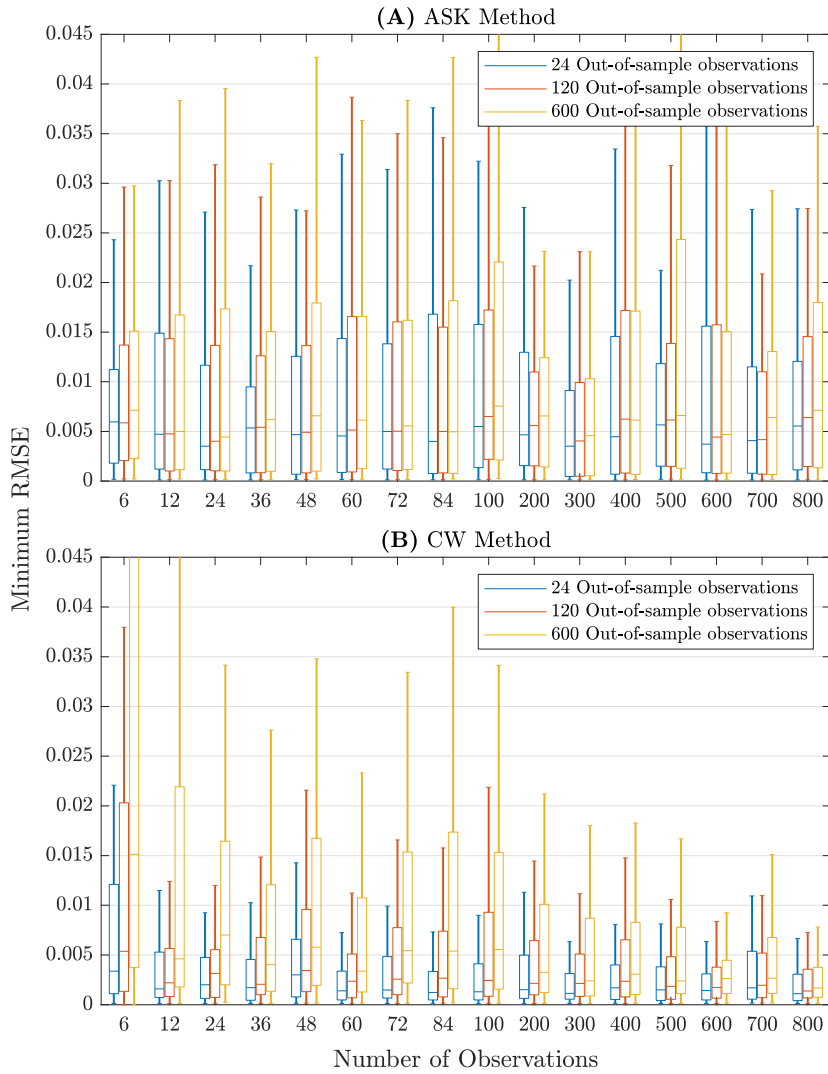 (A) ASK Method
0.045
0.04
0.035
0.03
0.025
0.02
0.015
0.01
0.005
0
24 Out-of-sample observations
120 Out-of-sample observations
600 Out-of-sample observations
6 12 24 36 48 60 72 84 100 200 300 400 500 600 700 800
Minimum RMSE
(B) CW Method
0.045
0.04
0.035
0.03
0.025
0.02
0.015
0.01
0.005
0
24 Out-of-sample observations
120 Out-of-sample observations
600 Out-of-sample observations
6 12 24 36 48 60 72 84 100 200 300 400 500 600 700 800
Number of Observations